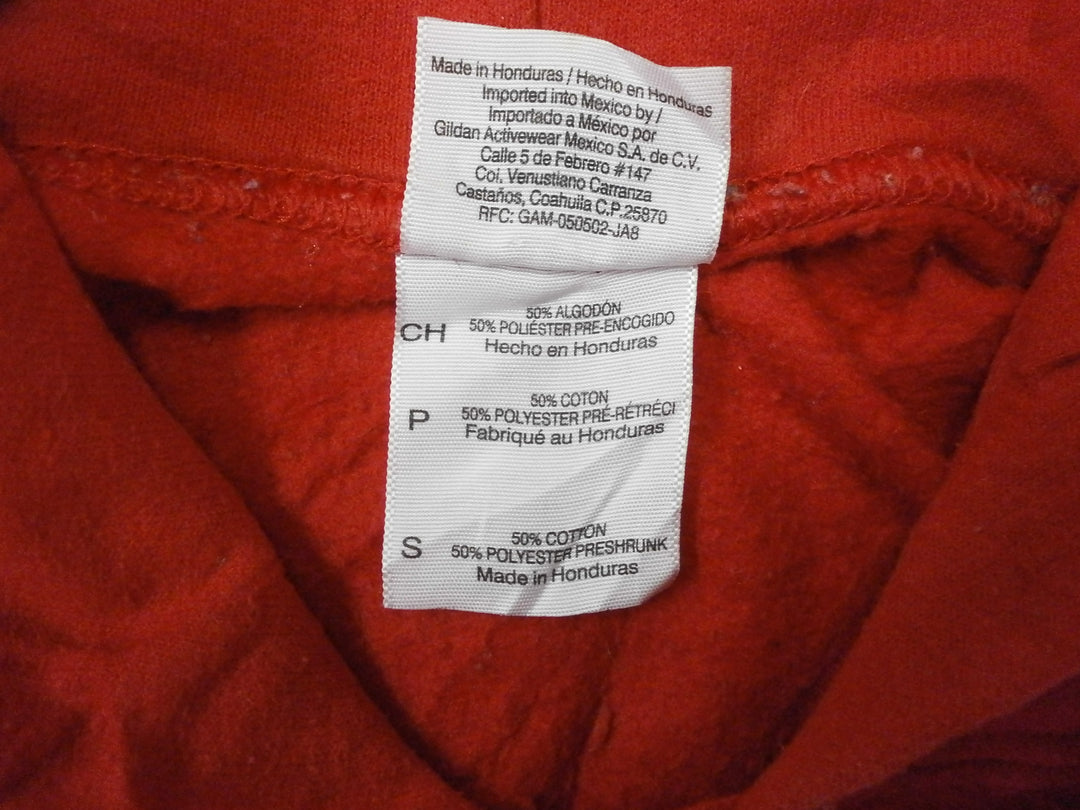 Made in Honduras / Hecho en Honduras
Imported into Mexico by /
Importado a México por
Gildan Activewear Mexico S.A. de C.V.
Calle 5 de Febrero #147
Col. Venustiano Carranza
Castaños, Coahuila C.P.25870
RFC: GAM-050502-JA8
CH
50% ALGODÓN
50% POLIÉSTER PRE-ENCOGIDO
Hecho en Honduras
P
50% COTON
50% POLYESTER PRÉ-RÉTRÉCI
Fabriqué au Honduras
S
50% COTTON
50% POLYESTER PRESHRUNK
Made in Honduras